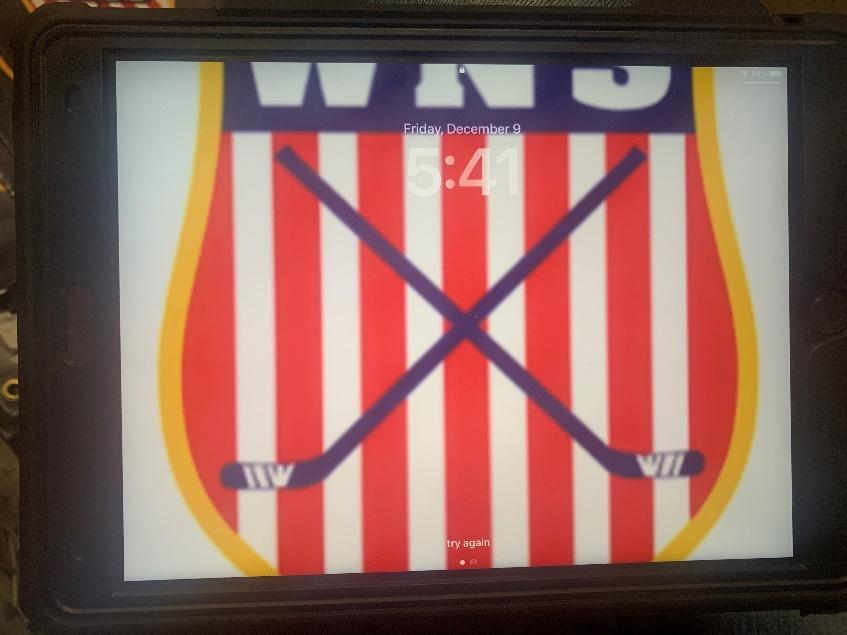 WNS
Friday, December 9
5:41
try again